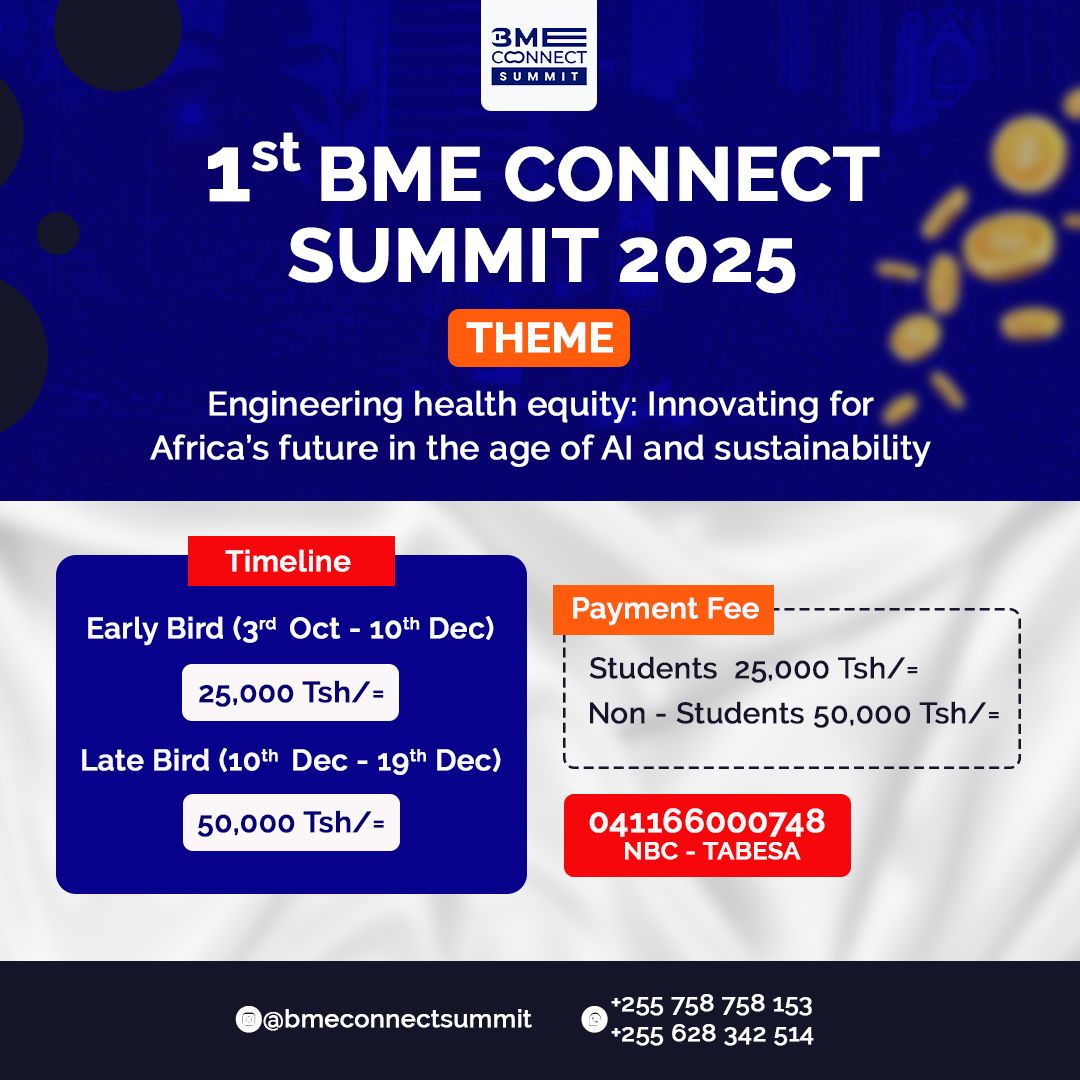 BME
CONNECT
SUMMIT
1st BME CONNECT
SUMMIT 2025
THEME
Engineering health equity: Innovating for
Africa's future in the age of AI and sustainability
Timeline
Early Bird (3rd Oct - 10th Dec)
25,000 Tsh/=
Late Bird (10th Dec - 19th Dec)
50,000 Tsh/=
Payment Fee
Students 25,000 Tsh/=
Non - Students 50,000 Tsh/=
041166000748
NBC - TABESA
@bmeconnectsummit
+255 758 758 153
+255 628 342 514